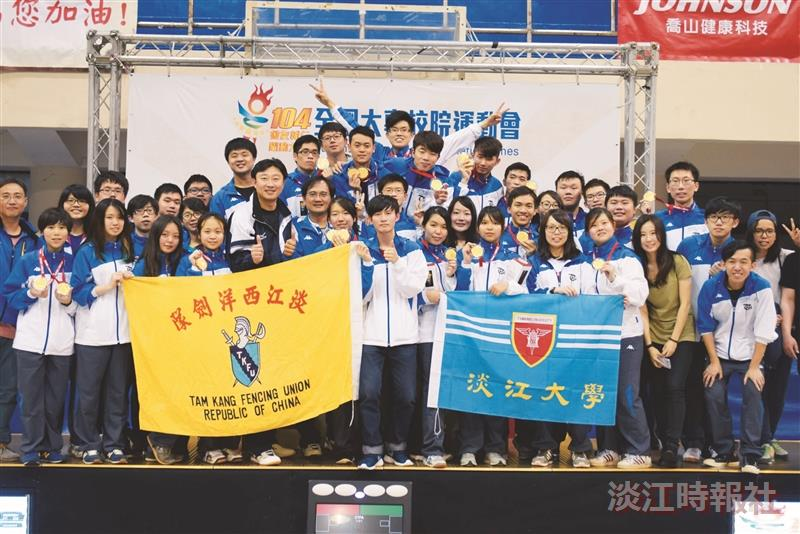 您加油!
JOHNSON
喬山健康科技
104
全國大專校院運動會
淡江西洋劍隊
TKFU
TAM KANG FENCING UNION
REPUBLIC OF CHINA
淡江大學
淡江時報社